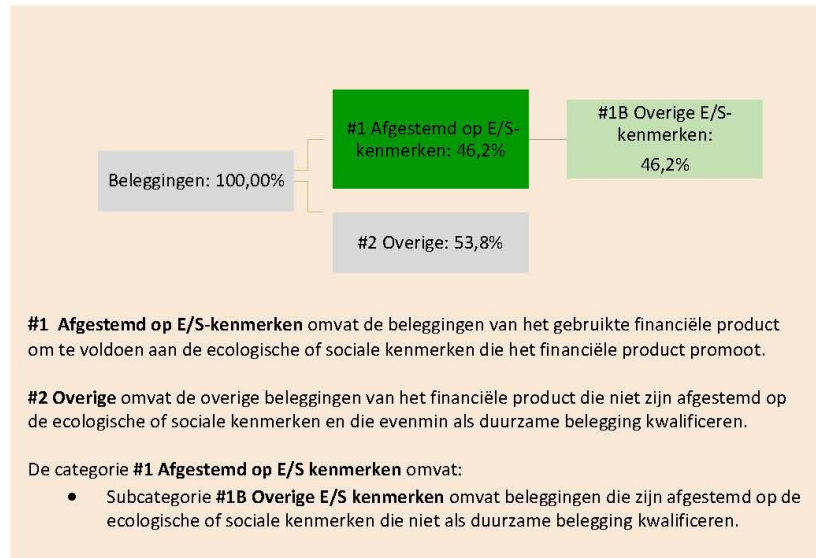 #1 Afgestemd op E/S-
kenmerken: 46,2%
#1B Overige E/S-
kenmerken:
46,2%
Beleggingen: 100,00%
#2 Overige: 53,8%
#1 Afgestemd op E/S-kenmerken omvat de beleggingen van het gebruikte financiële product
om te voldoen aan de ecologische of sociale kenmerken die het financiële product promoot.
#2 Overige omvat de overige beleggingen van het financiële product die niet zijn afgestemd op
de ecologische of sociale kenmerken en die evenmin als duurzame belegging kwalificeren.
De categorie #1 Afgestemd op E/S kenmerken omvat:
• Subcategorie #1B Overige E/S kenmerken omvat beleggingen die zijn afgestemd op de
ecologische of sociale kenmerken die niet als duurzame belegging kwalificeren.